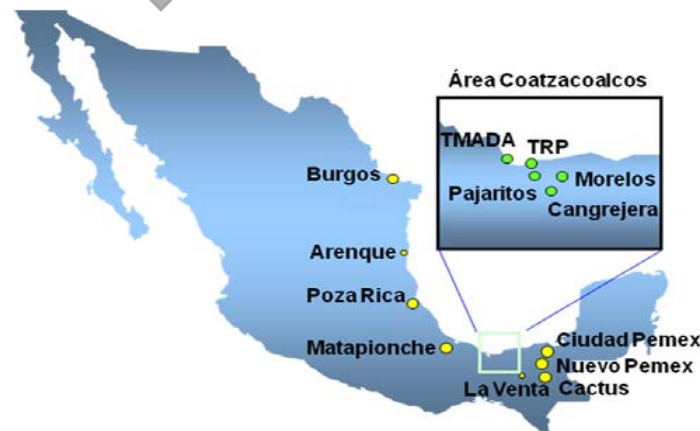 Área Coatzacoalcos
TMADA
TRP
Burgos
Morelos
Pajaritos
Cangrejera
Arenque
Poza Rica
Ciudad Pemex
Matapionche
Nuevo Pemex
La Venta
Cactus